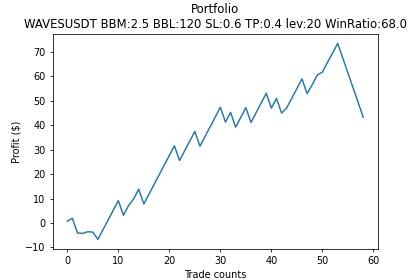 Portfolio
WAVESUSDT BBM:2.5 BBL:120 SL:0.6 TP:0.4 lev:20 WinRatio:68.0
70
60
50
40
30
20
10
0
−10
Profit ($)
0 10 20 30 40 50 60
Trade counts